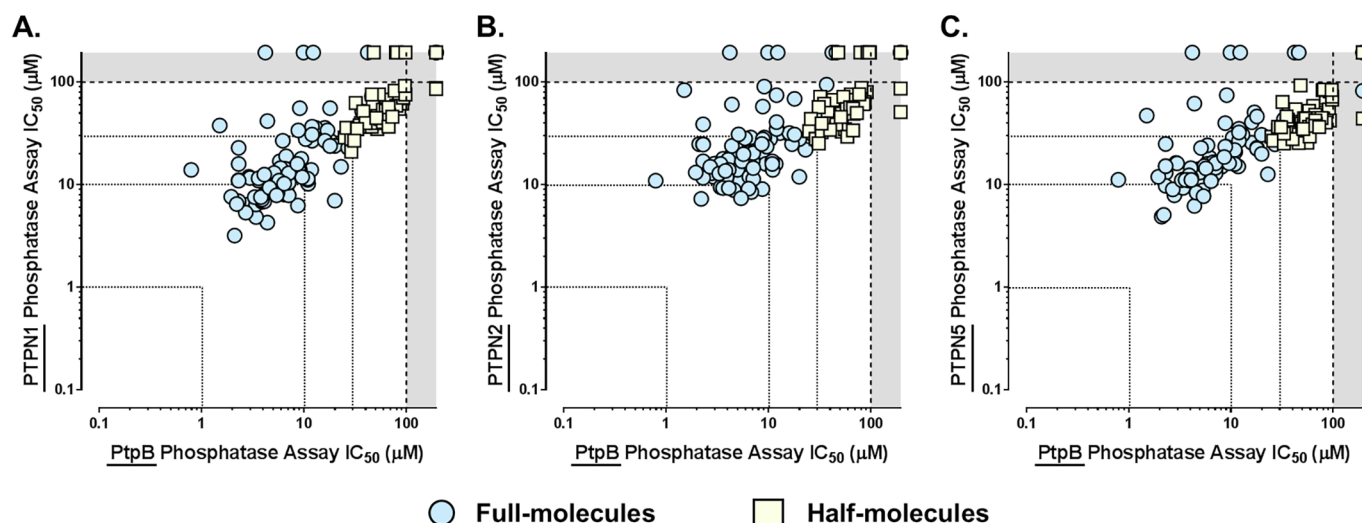 A.
B.
C.
PTPN1 Phosphatase Assay IC50 (μM)
100
10
1
0.1
0.1
1
10
100
PtpB Phosphatase Assay IC50 (μM)
PTPN2 Phosphatase Assay IC50 (μM)
100
10
1
0.1
0.1
1
10
100
PtpB Phosphatase Assay IC50 (μM)
PTPN5 Phosphatase Assay IC50 (μM)
100
10
1
0.1
0.1
1
10
100
PtpB Phosphatase Assay IC50 (μM)
Full-molecules
Half-molecules